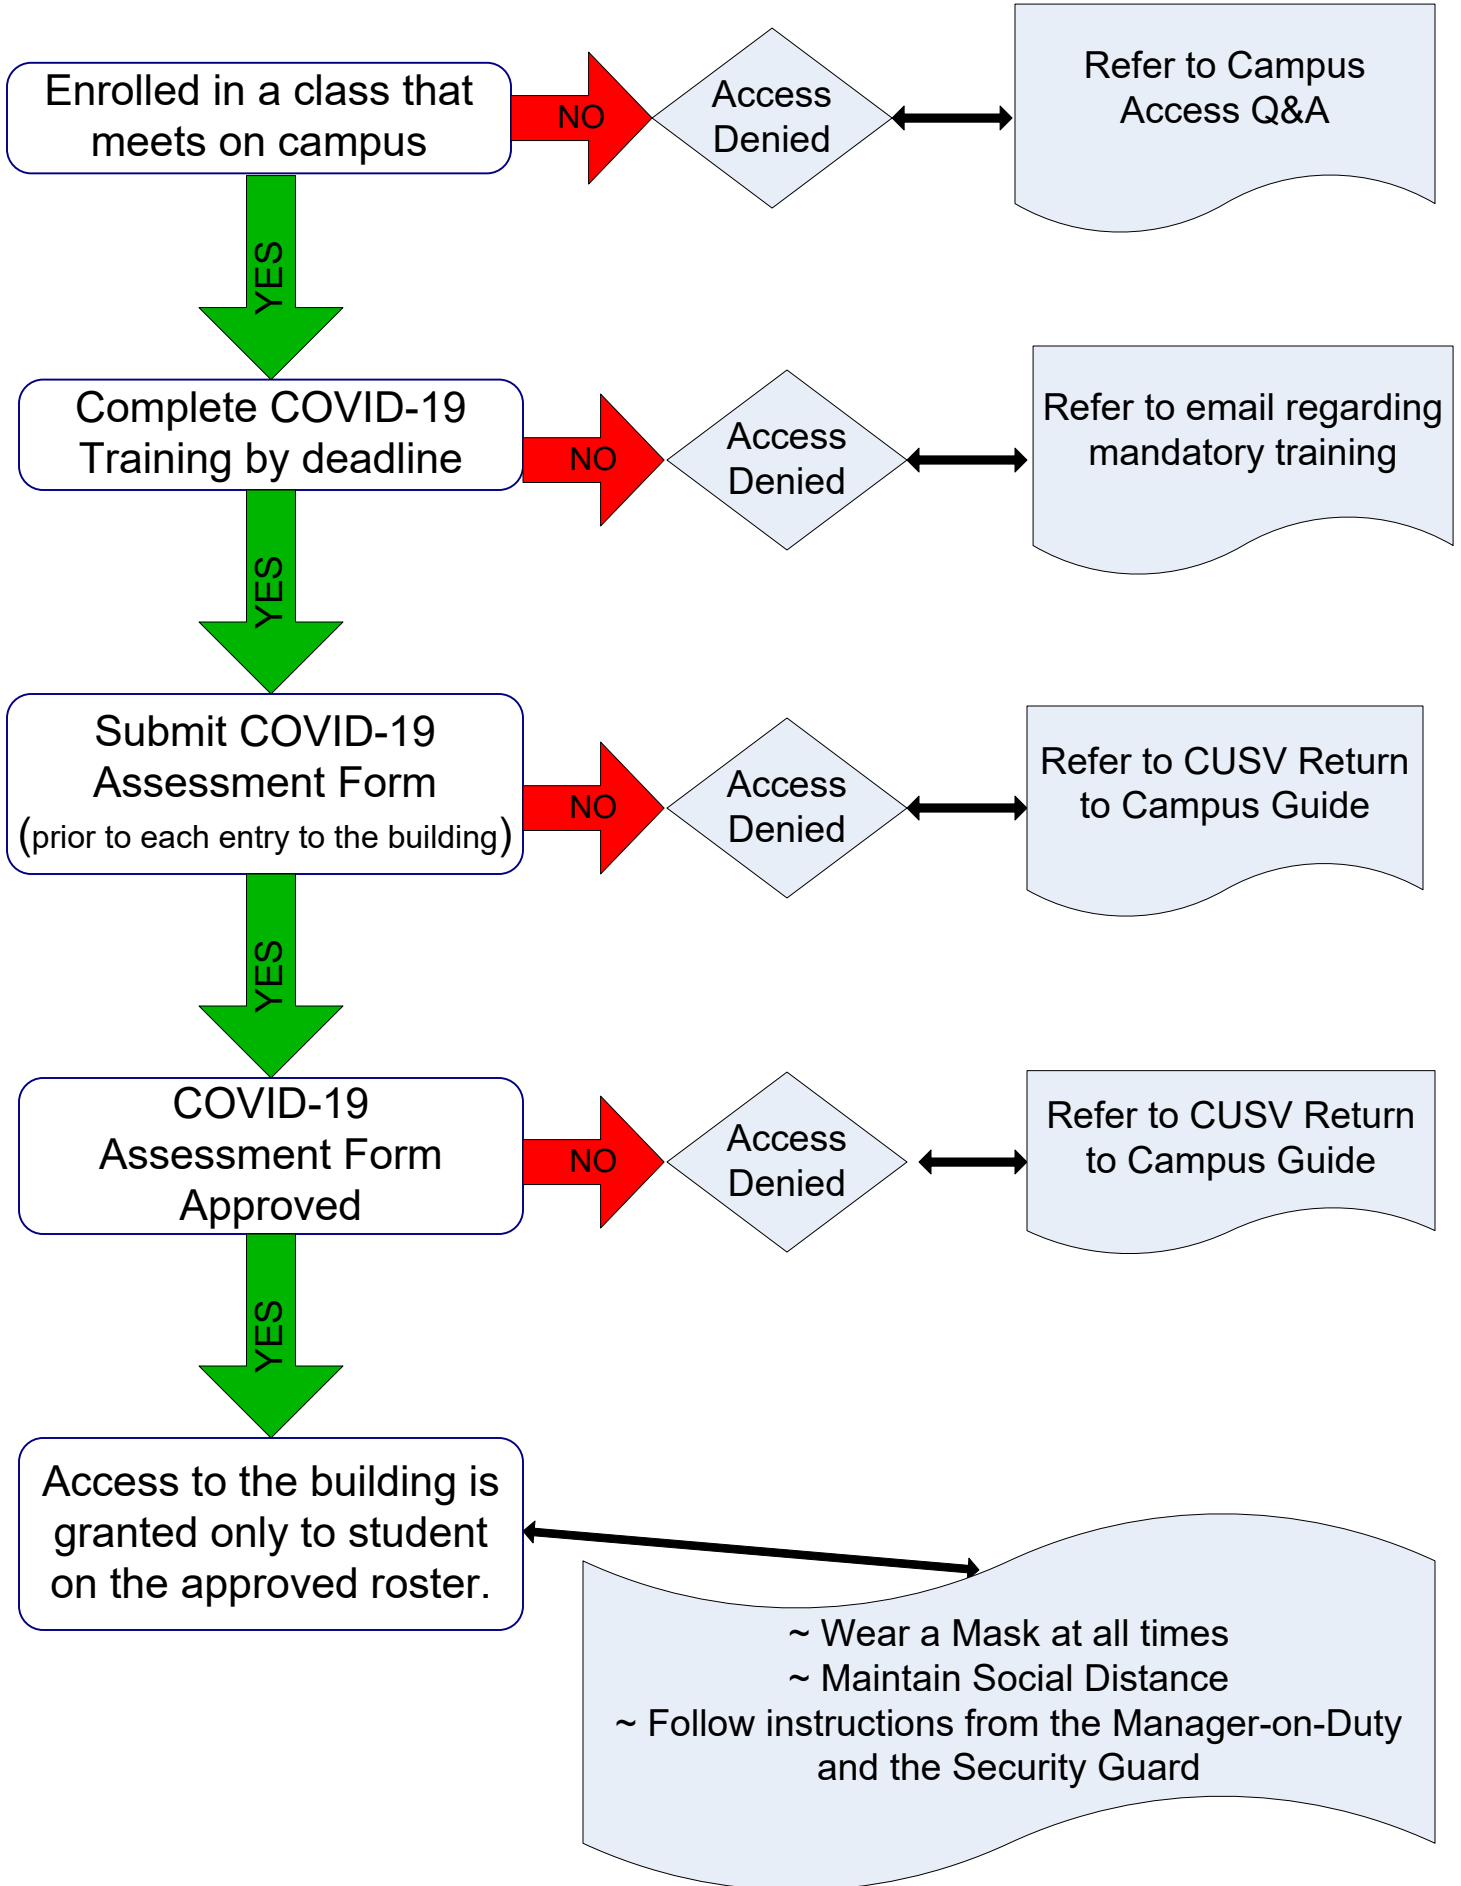 Enrolled in a class that
meets on campus
NO
Access
Denied
Refer to Campus
Access Q&A
YES
Complete COVID-19
Training by deadline
NO
Access
Denied
Refer to email regarding
mandatory training
YES
Submit COVID-19
Assessment Form
(prior to each entry to the building)
NO
Access
Denied
Refer to CUSV Return
to Campus Guide
YES
COVID-19
Assessment Form
Approved
NO
Access
Denied
Refer to CUSV Return
to Campus Guide
YES
Access to the building is
granted only to student
on the approved roster.
~ Wear a Mask at all times
~ Maintain Social Distance
~ Follow instructions from the Manager-on-Duty
and the Security Guard